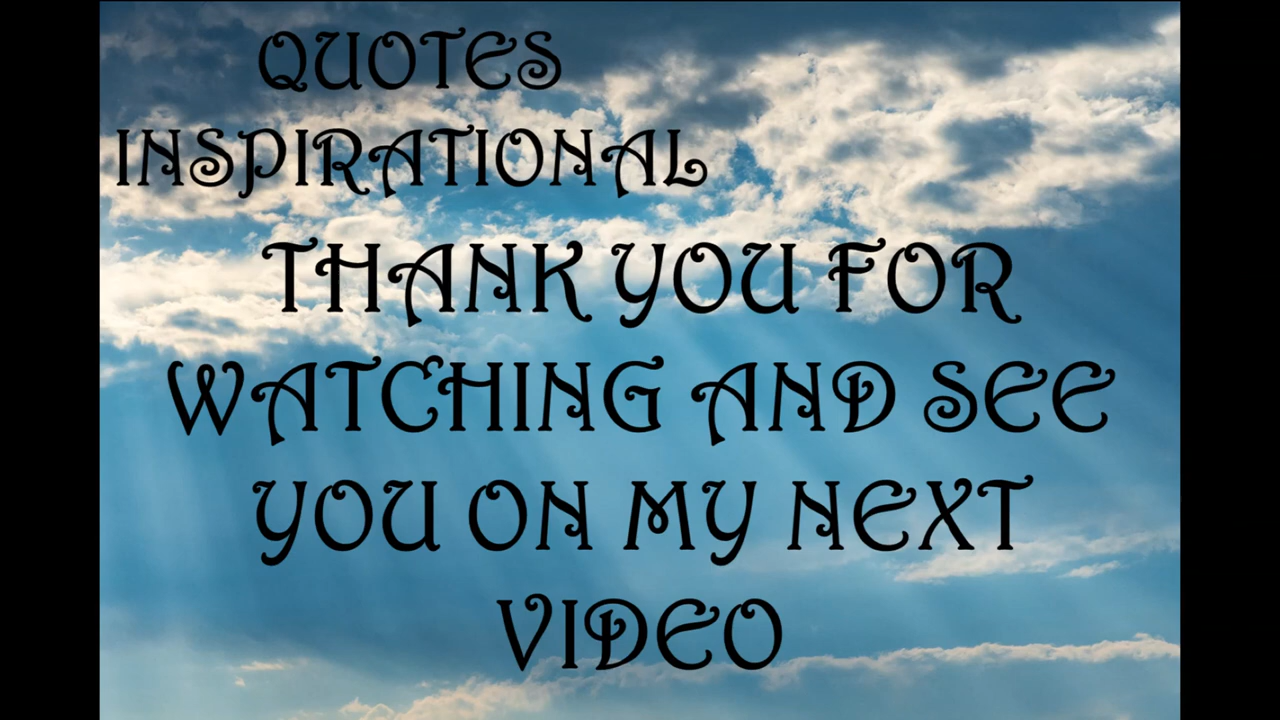 QUOTES
INSPIRATIONAL
THANK YOU FOR
WATCHING AND SEE
YOU ON MY NEXT
VIDEO